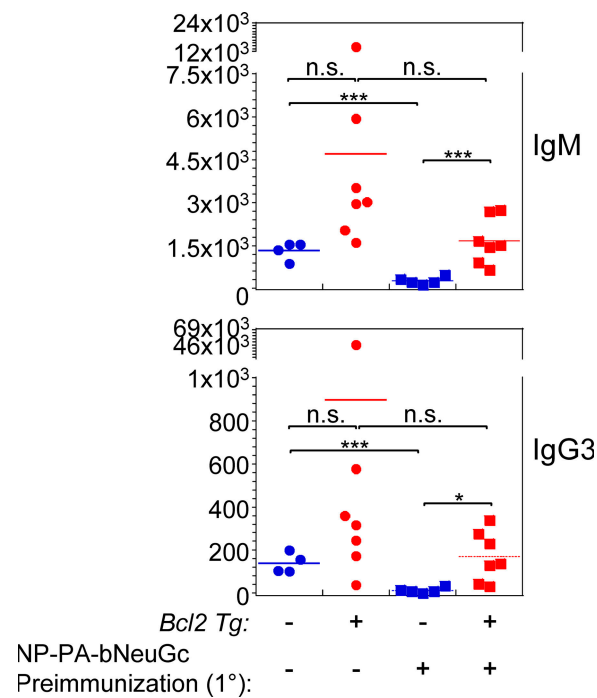 24x10³
12x10³
7.5x10³
n.s. n.s.
***
6x10³
IgM
***
4.5x10³
3x10³
1.5x10³
0
69x10³
46x10³
1x10³
800
n.s. n.s.
***
IgG3
600
*
400
200
0
Bcl2 Tg: - + - +
NP-PA-bNeuGc
Preimmunization (1°): - - + +